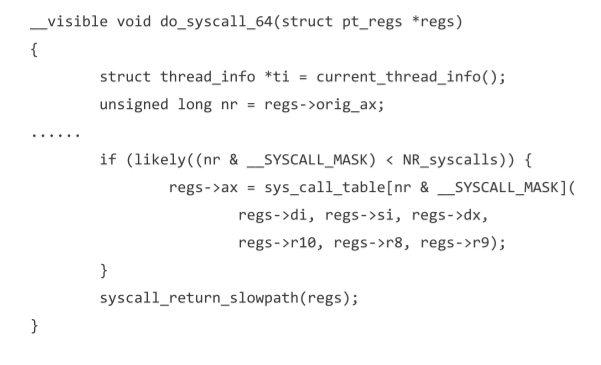 __visible void do_syscall_64(struct pt_regs *regs)
{
        struct thread_info *ti = current_thread_info();
        unsigned long nr = regs->orig_ax;
......
        if (likely((nr & __SYSCALL_MASK) < NR_syscalls)) {
                regs->ax = sys_call_table[nr & __SYSCALL_MASK](
                        regs->di, regs->si, regs->dx,
                        regs->r10, regs->r8, regs->r9);
        }
        syscall_return_slowpath(regs);
}